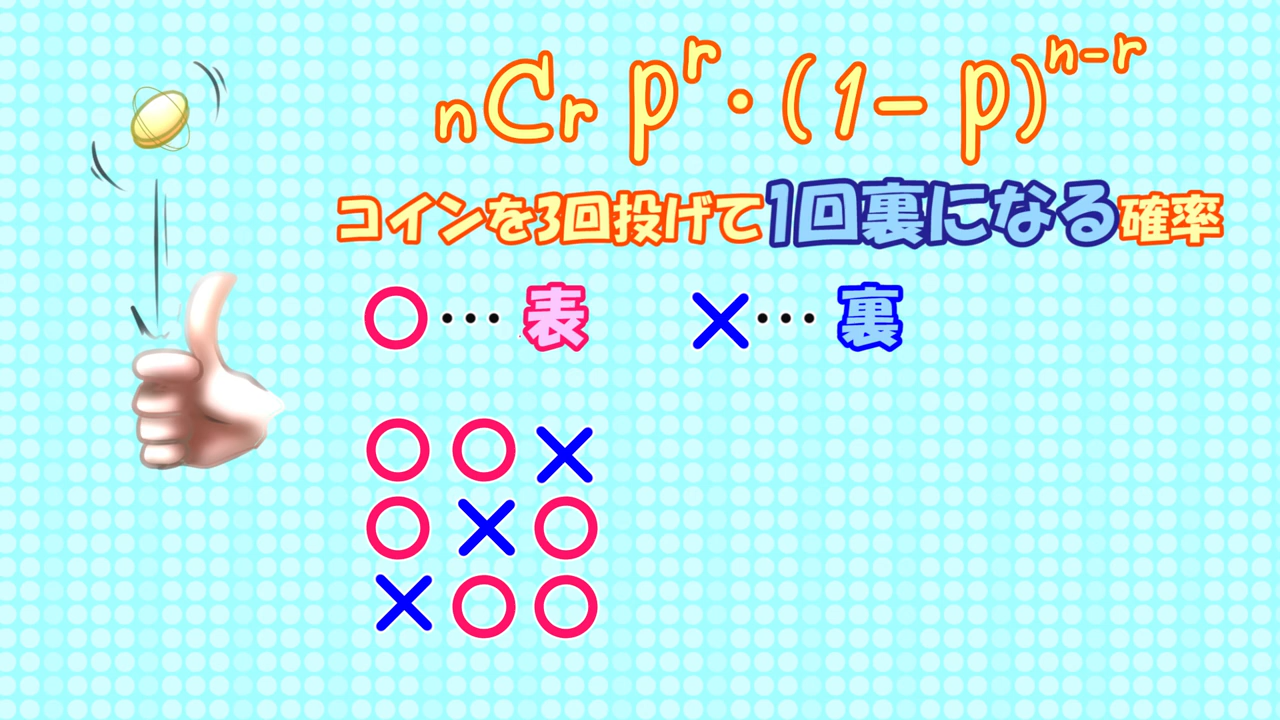 nCr p^r・(1-p)^n-r
コインを3回投げて1回裏になる確率
○…表 ×…裏
○○×
○×○
×○○